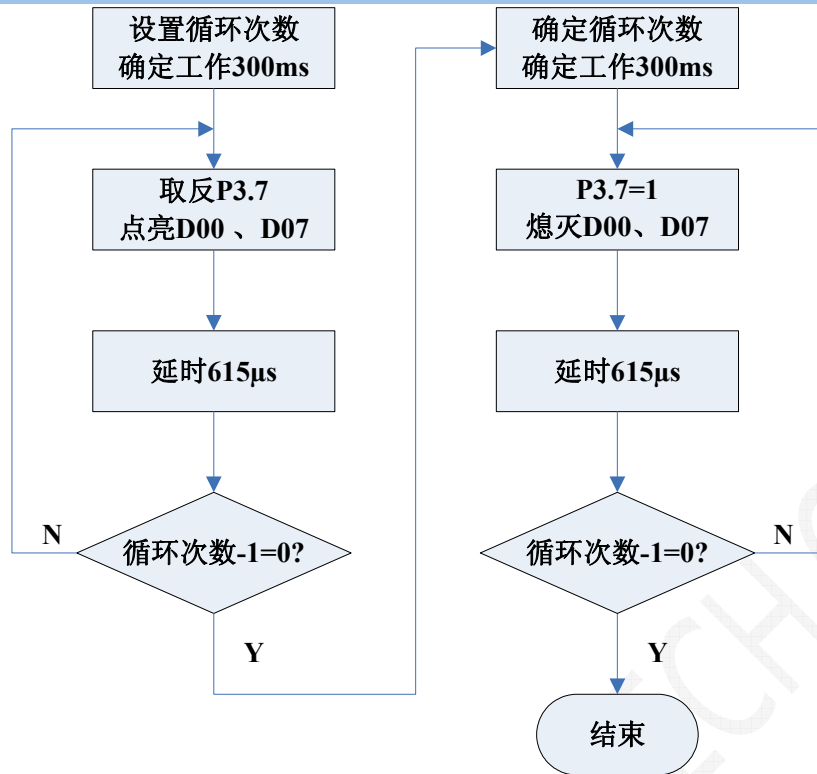 设置循环次数
确定工作300ms
取反P3.7
点亮D00 、D07
延时615μs
循环次数-1=0?
N
Y
确定循环次数
确定工作300ms
P3.7=1
熄灭D00、D07
延时615μs
循环次数-1=0?
N
Y
结束